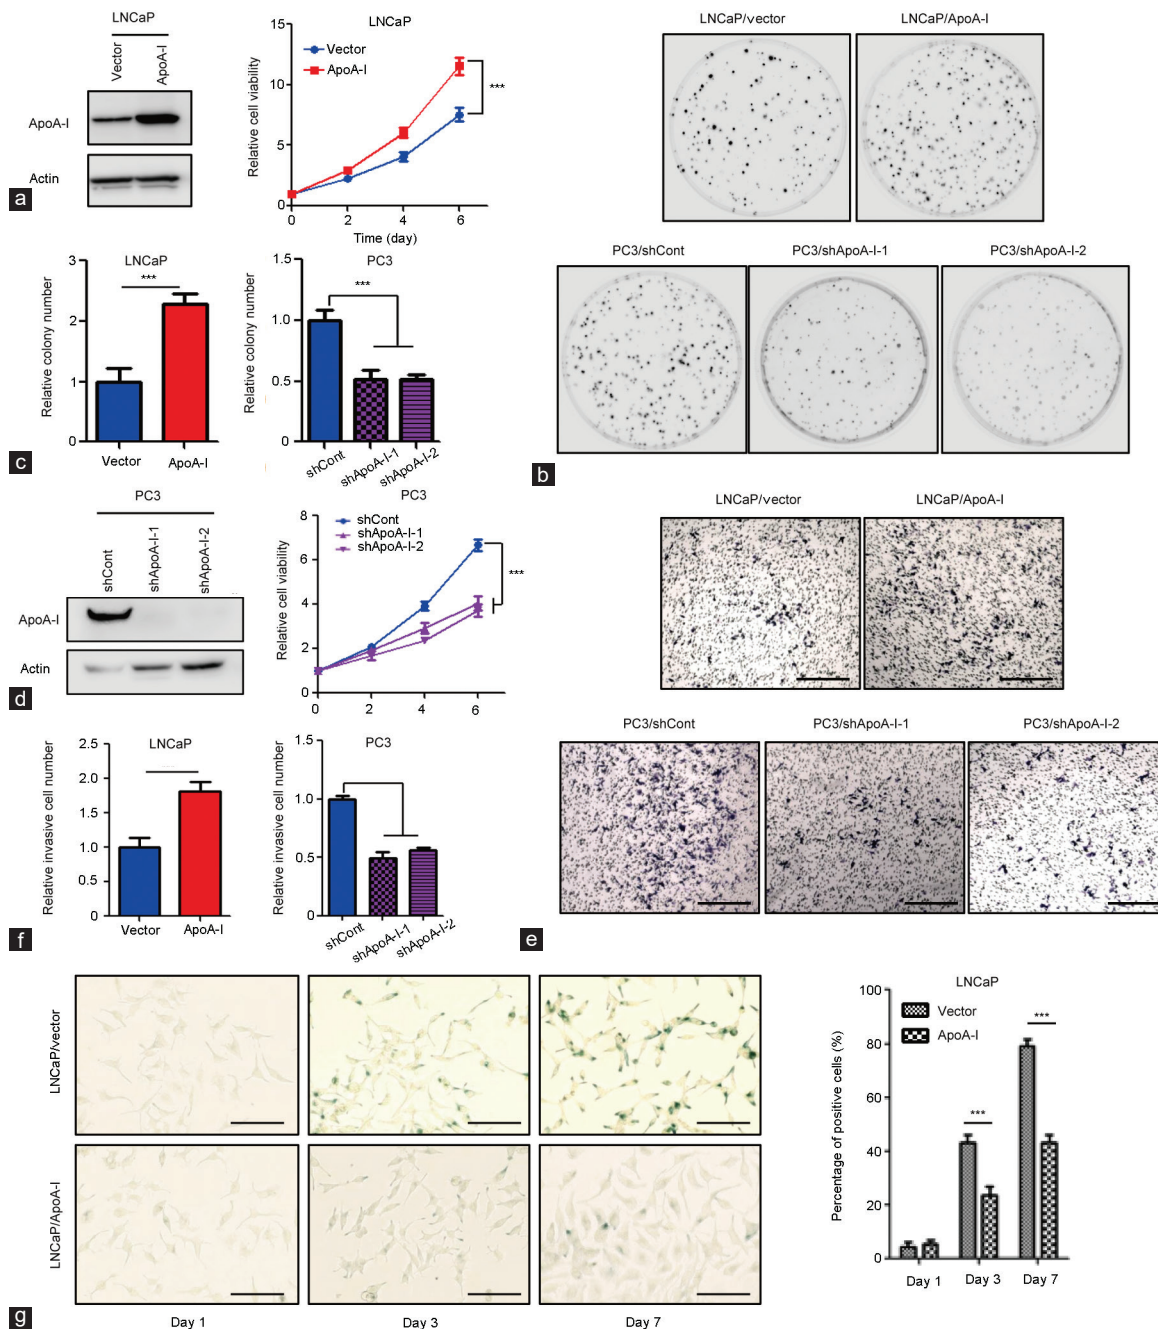 LNCaP
Vector
ApoA-I
ApoA-I
Actin
a
LNCaP
Vector
ApoA-I
***
Relative cell viability
15
10
5
0
0
2
4
6
Time (day)
LNCaP/vector
LNCaP/ApoA-I
PC3/shCont
PC3/shApoA-I-1
PC3/shApoA-I-2
b
LNCaP
***
Relative colony number
3
2
1
0
Vector
ApoA-I
c
PC3
***
Relative colony number
1.5
1.0
0.5
0
shCont
shApoA-I-1
shApoA-I-2
PC3
shCont
shApoA-I-1
shApoA-I-2
ApoA-I
Actin
d
PC3
shCont
shApoA-I-1
shApoA-I-2
***
Relative cell viability
8
6
4
2
0
0
2
4
6
LNCaP/vector
LNCaP/ApoA-I
PC3/shCont
PC3/shApoA-I-1
PC3/shApoA-I-2
e
LNCaP
Relative invasive cell number
2.5
2.0
1.5
1.0
0.5
0
Vector
ApoA-I
f
PC3
Relative invasive cell number
1.5
1.0
0.5
0
shCont
shApoA-I-1
shApoA-I-2
LNCaP/vector
LNCaP/ApoA-I
Day 1
Day 3
Day 7
g
LNCaP
Vector
ApoA-I
***
***
Percentage of positive cells (%)
100
80
60
40
20
0
Day 1
Day 3
Day 7